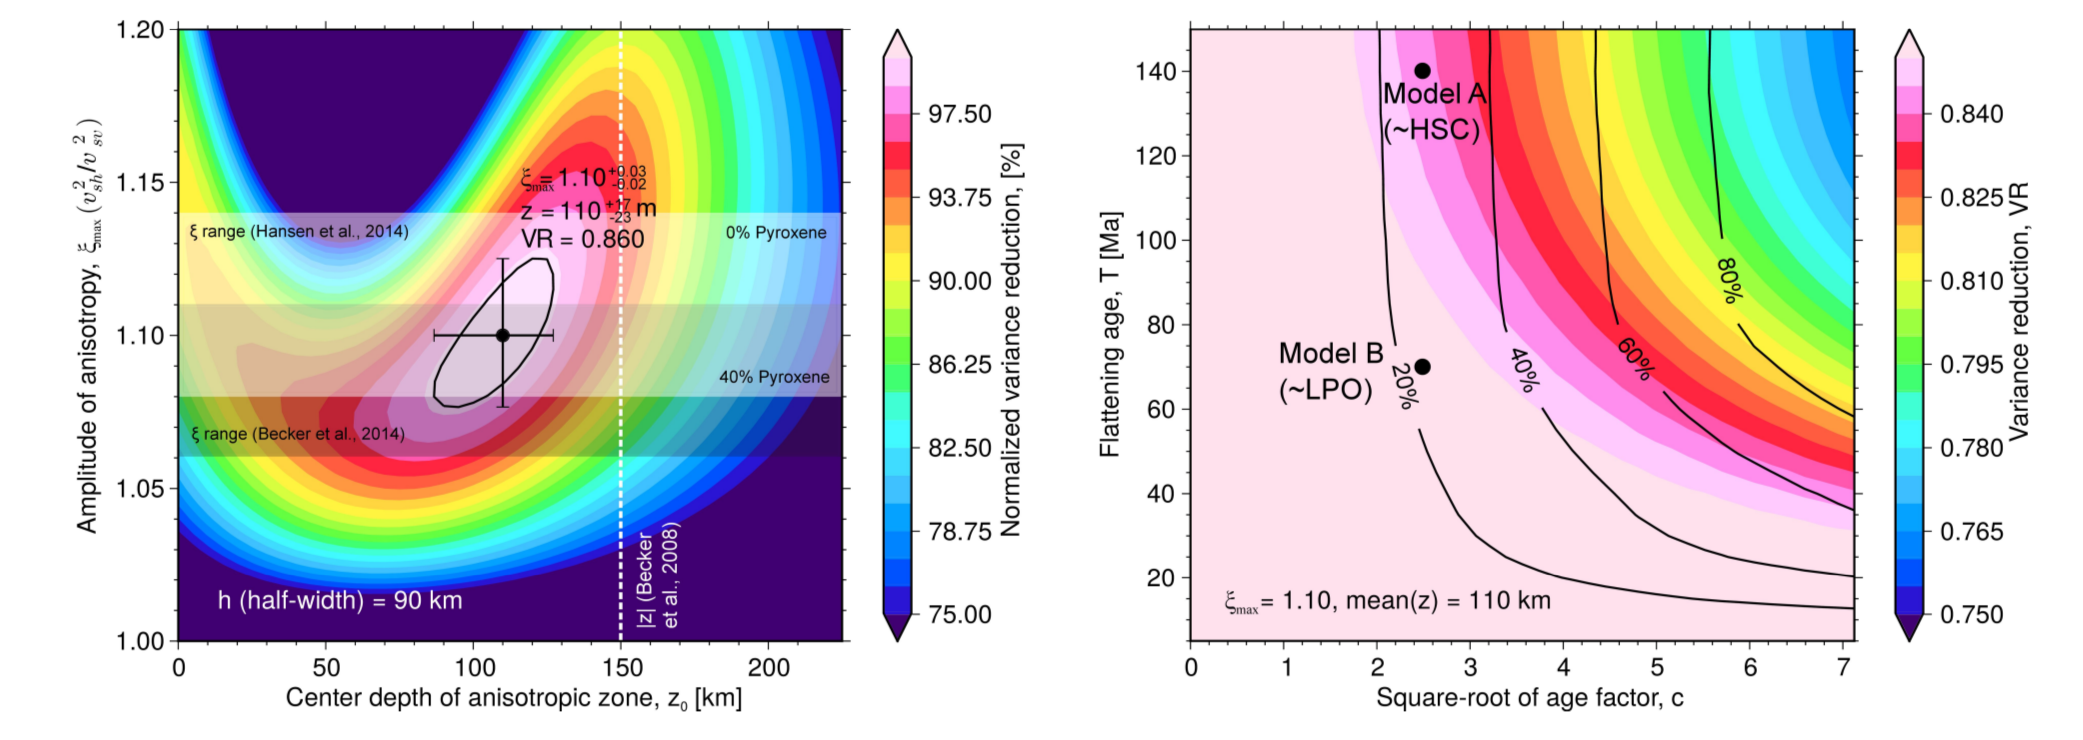 1.20
1.15
1.10
1.05
1.00
Amplitude of anisotropy, ξmax (v²sh/v²sv)
ξmax = 1.10 +0.03 -0.02
z = 110 +17 -23 m
VR = 0.860
ξ range (Hansen et al., 2014)
0% Pyroxene
40% Pyroxene
ξ range (Becker et al., 2014)
h (half-width) = 90 km
|z| (Becker
et al., 2008)
0 50 100 150 200
Center depth of anisotropic zone, z₀ [km]
97.50
93.75
90.00
86.25
82.50
78.75
75.00
Normalized variance reduction, [%]
140
120
100
80
60
40
20
Flattening age, T [Ma]
Model A
(~HSC)
Model B
(~LPO)
20%
40%
60%
80%
ξmax = 1.10, mean(z) = 110 km
0 1 2 3 4 5 6 7
Square-root of age factor, c
0.840
0.825
0.810
0.795
0.780
0.765
0.750
Variance reduction, VR